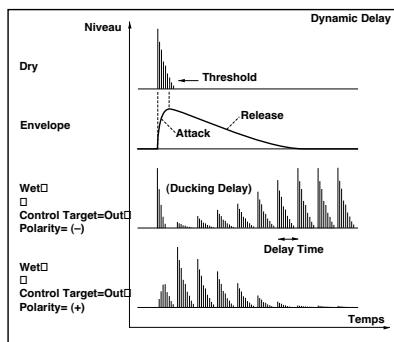 Dynamic Delay
Niveau
Dry
Threshold
Envelope
Release
Attack
Wet□
□
Control Target=Out□
Polarity= (–)
(Ducking Delay)
Delay Time
Wet□
□
Control Target=Out□
Polarity= (+)
Temps